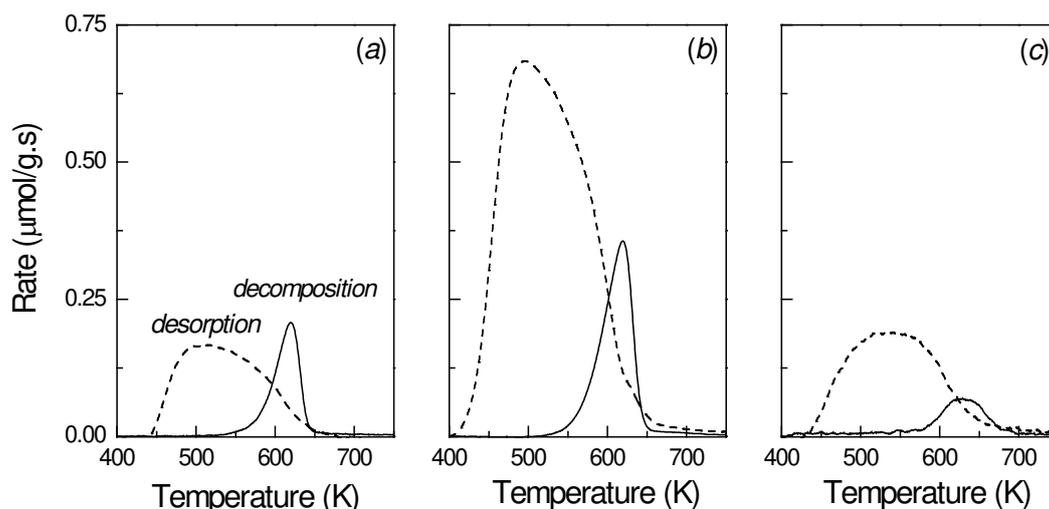 (a)
(b)
(c)
0.75
0.50
0.25
0.00
Rate (μmol/g.s)
decomposition
desorption
400 500 600 700
400 500 600 700
400 500 600 700
Temperature (K)
Temperature (K)
Temperature (K)